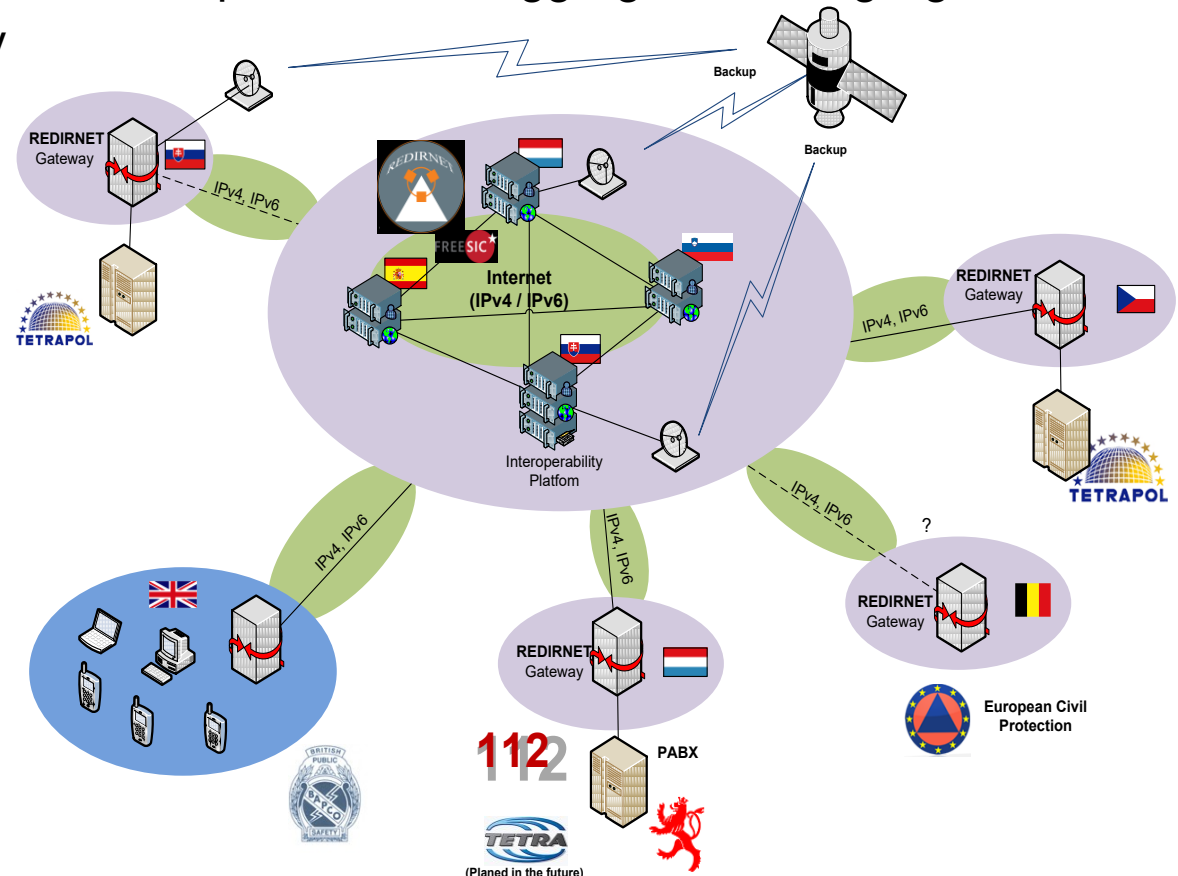 Backup
REDIRNET
Gateway
IPv4, IPv6
TETRAPOL
REDIRNET
FREESIC
Internet
(IPv4 / IPv6)
Backup
Interoperability
Platfom
REDIRNET
Gateway
IPv4, IPv6
TETRAPOL
IPv4, IPv6
?
REDIRNET
Gateway
European Civil
Protection
IPv4, IPv6
REDIRNET
Gateway
112
PABX
TETRA
(Planed in the future)
IPv4, IPv6
BRITISH
PUBLIC
BAPCO
SAFETY